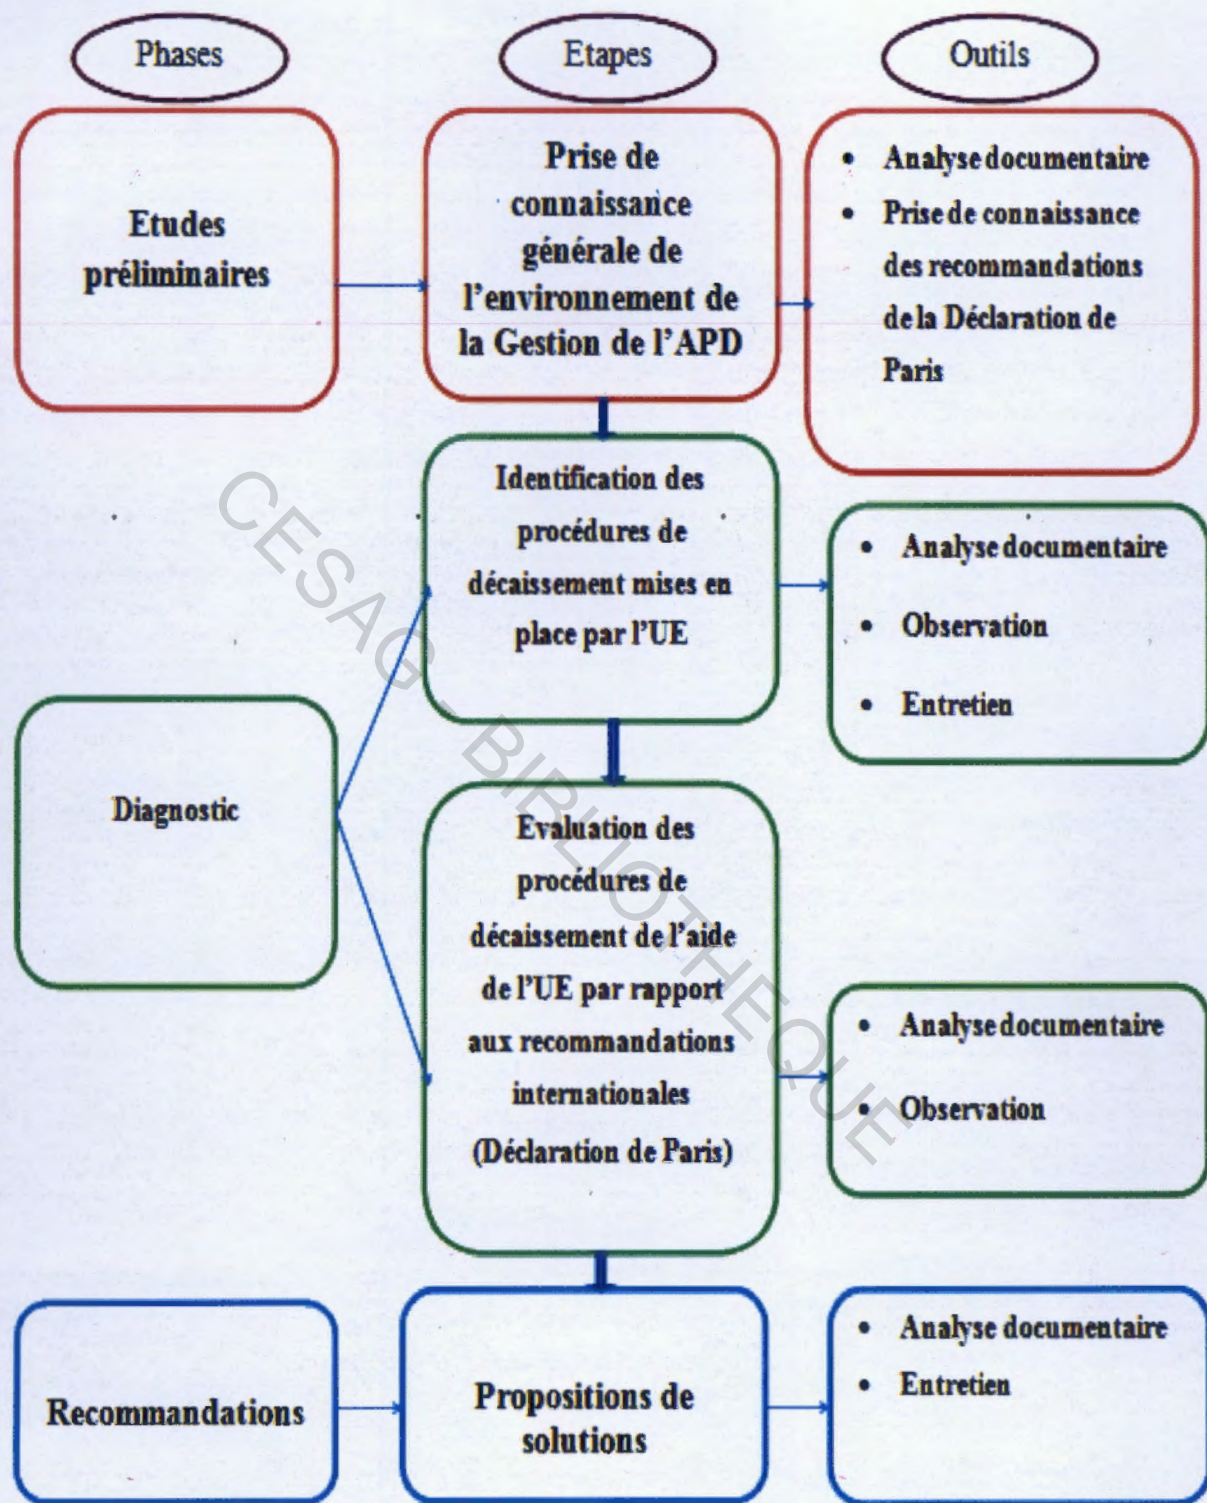 Phases
Etapes
Outils
Etudes
préliminaires
Prise de
connaissance
générale de
l'environnement de
la Gestion de l'APD
• Analyse documentaire
• Prise de connaissance
des recommandations
de la Déclaration de
Paris
Identification des
procédures de
décaissement mises en
place par l'UE
• Analyse documentaire
• Observation
• Entretien
Diagnostic
Evaluation des
procédures de
décaissement de l'aide
de l'UE par rapport
aux recommandations
internationales
(Déclaration de Paris)
• Analyse documentaire
• Observation
Recommandations
Propositions de
solutions
• Analyse documentaire
• Entretien
CESAG - BIBLIOTHEQUE